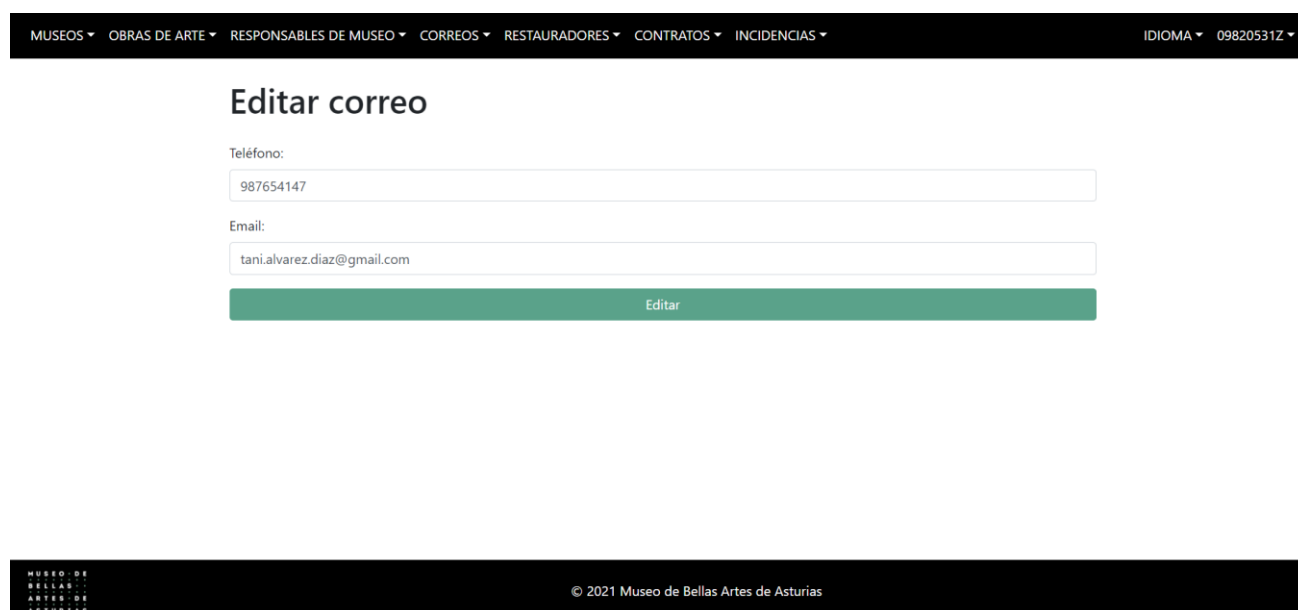 MUSEOS OBRAS DE ARTE RESPONSABLES DE MUSEO CORREOS RESTAURADORES CONTRATOS INCIDENCIAS IDIOMA 09820531Z
Editar correo
Teléfono:
987654147
Email:
tani.alvarez.diaz@gmail.com
Editar
MUSEO·DE
BELLAS·
ARTES·DE
ASTURIAS
© 2021 Museo de Bellas Artes de Asturias